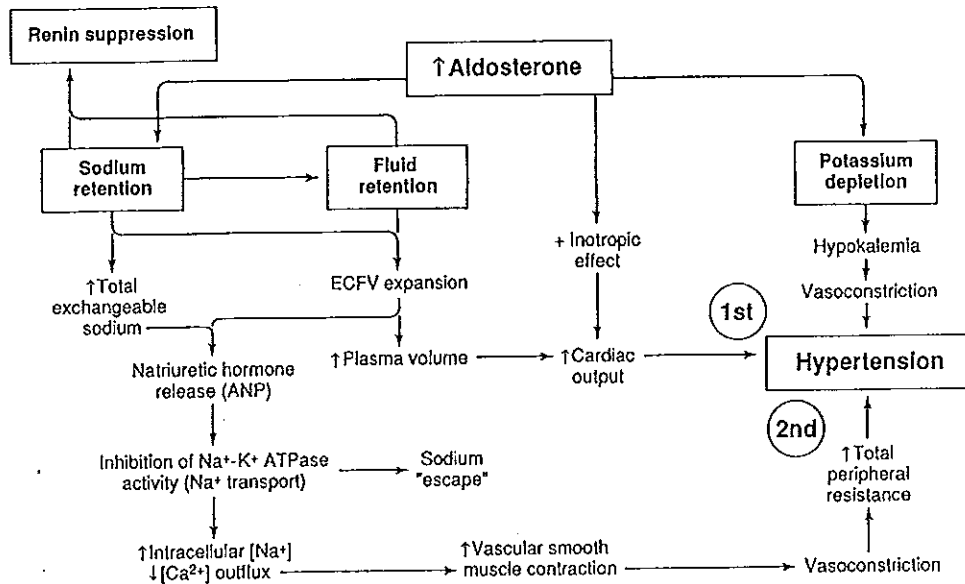 Renin suppression
↑Aldosterone
Sodium
retention
Fluid
retention
Potassium
depletion
+ Inotropic
effect
Hypokalemia
↑Total
exchangeable
sodium
ECFV expansion
Vasoconstriction
1st
Natriuretic hormone
release (ANP)
↑Plasma volume
↑Cardiac
output
Hypertension
2nd
Inhibition of Na⁺-K⁺ ATPase
activity (Na⁺ transport)
Sodium
"escape"
↑Total
peripheral
resistance
↑Intracellular [Na⁺]
↓[Ca²⁺] outflux
↑Vascular smooth
muscle contraction
Vasoconstriction